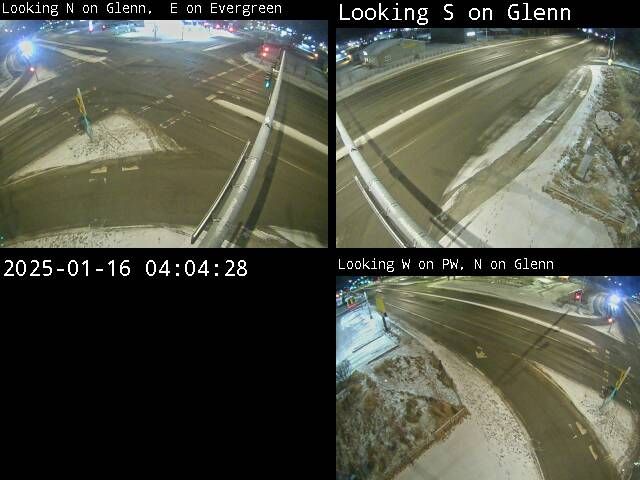 Looking N on Glenn,  E on Evergreen
Looking S on Glenn
2025-01-16 04:04:28
Looking W on PW, N on Glenn